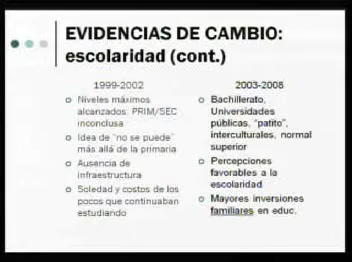 EVIDENCIAS DE CAMBIO:
escolaridad (cont.)
1999-2002
Niveles máximos
alcanzados: PRIM/SEC
inconclusa
Idea de "no se puede"
más allá de la primaria
Ausencia de
infraestructura
Soledad y costos de los
pocos que continuaban
estudiando
2003-2008
Bachillerato,
Universidades
públicas, "patito",
interculturales, normal
superior
Percepciones
favorables a la
escolaridad
Mayores inversiones
familiares en educ.